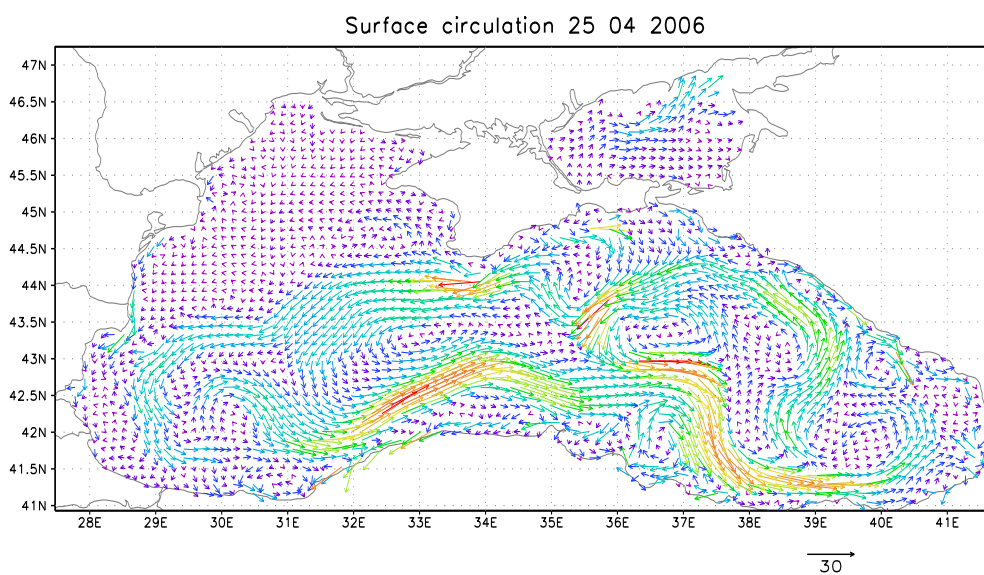 Surface circulation 25 04 2006
47N
46.5N
46N
45.5N
45N
44.5N
44N
43.5N
43N
42.5N
42N
41.5N
41N
28E 29E 30E 31E 32E 33E 34E 35E 36E 37E 38E 39E 40E 41E
30